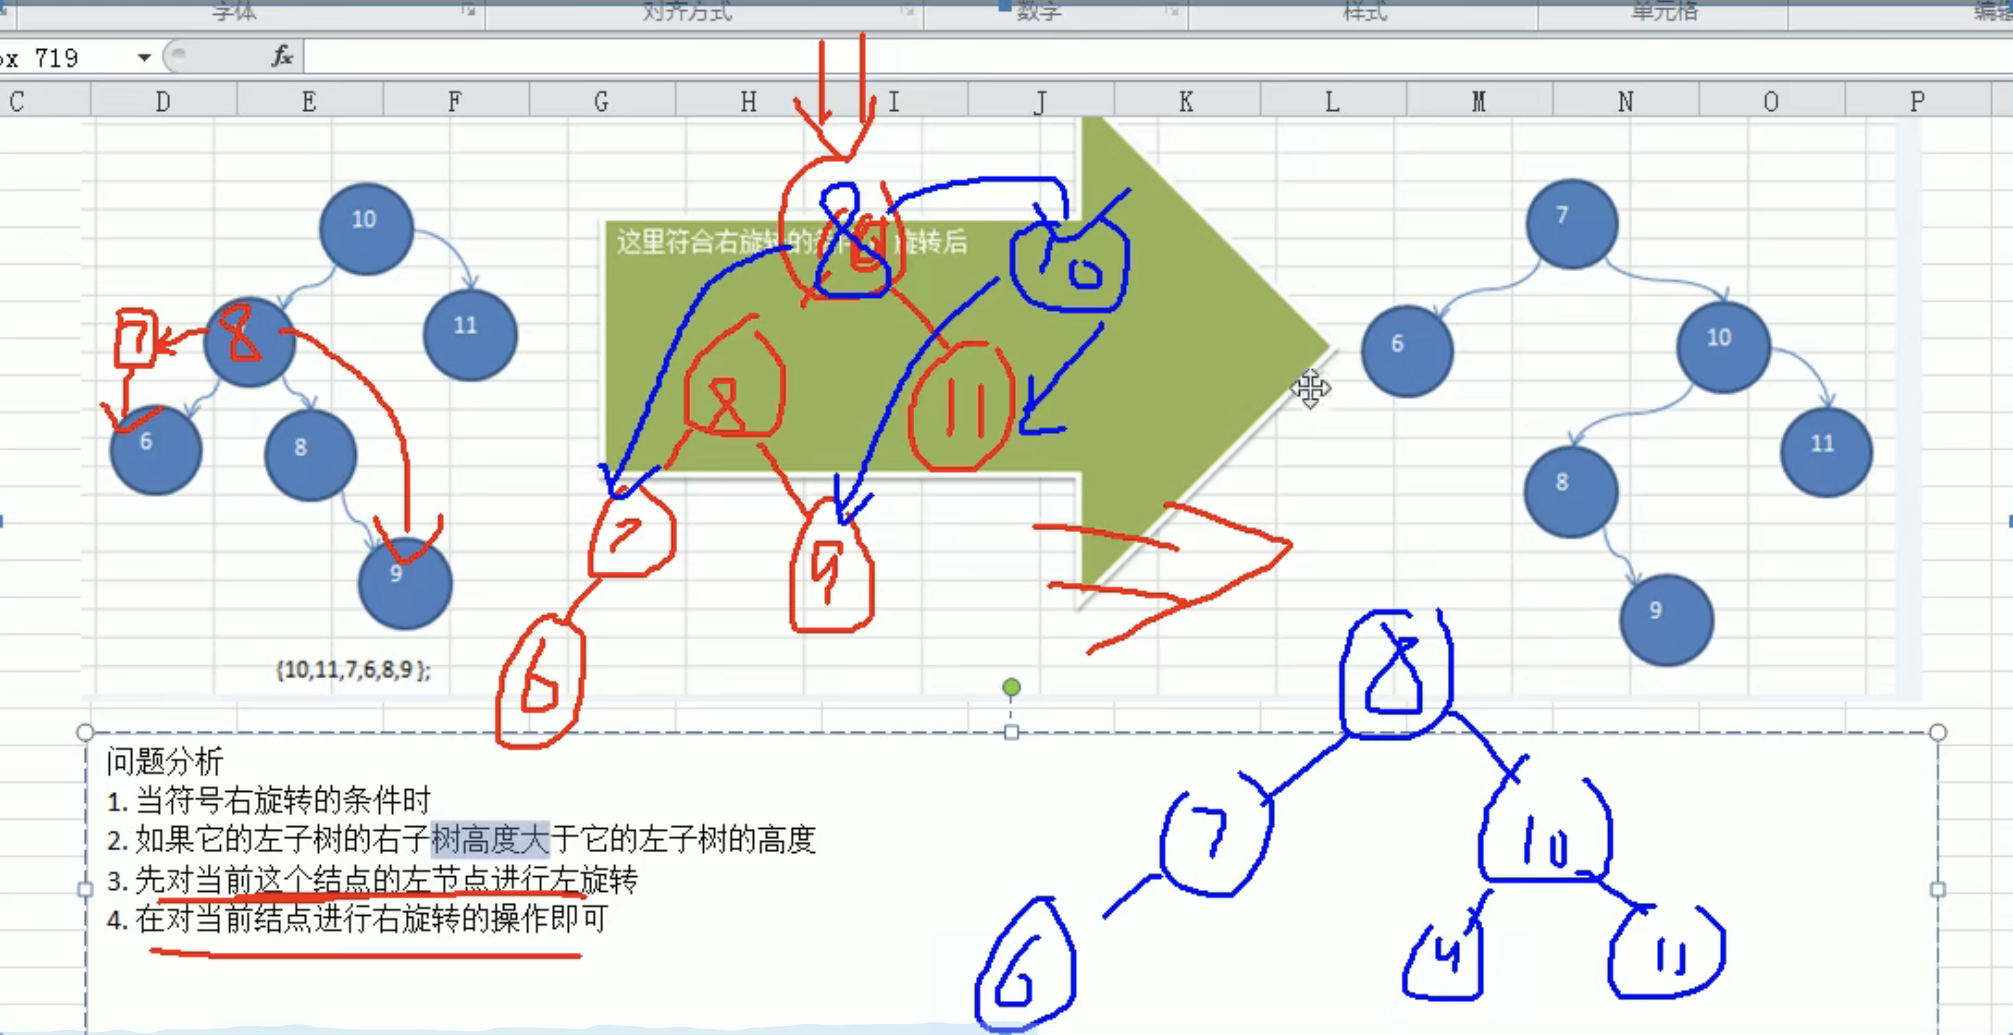 字体
对齐方式
数字
样式
单元格
编辑
ox 719
fx
C D E F G H I J K L M N O P
10
11
8
7
6
8
9
{10,11,7,6,8,9 };
这里符合右旋转的条件 旋转后
8
10
8
11
7
9
6
7
6
10
8
11
9
8
7
10
6
9
11
问题分析
1. 当符号右旋转的条件时
2. 如果它的左子树的右子树高度大于它的左子树的高度
3. 先对当前这个结点的左节点进行左旋转
4. 在对当前结点进行右旋转的操作即可